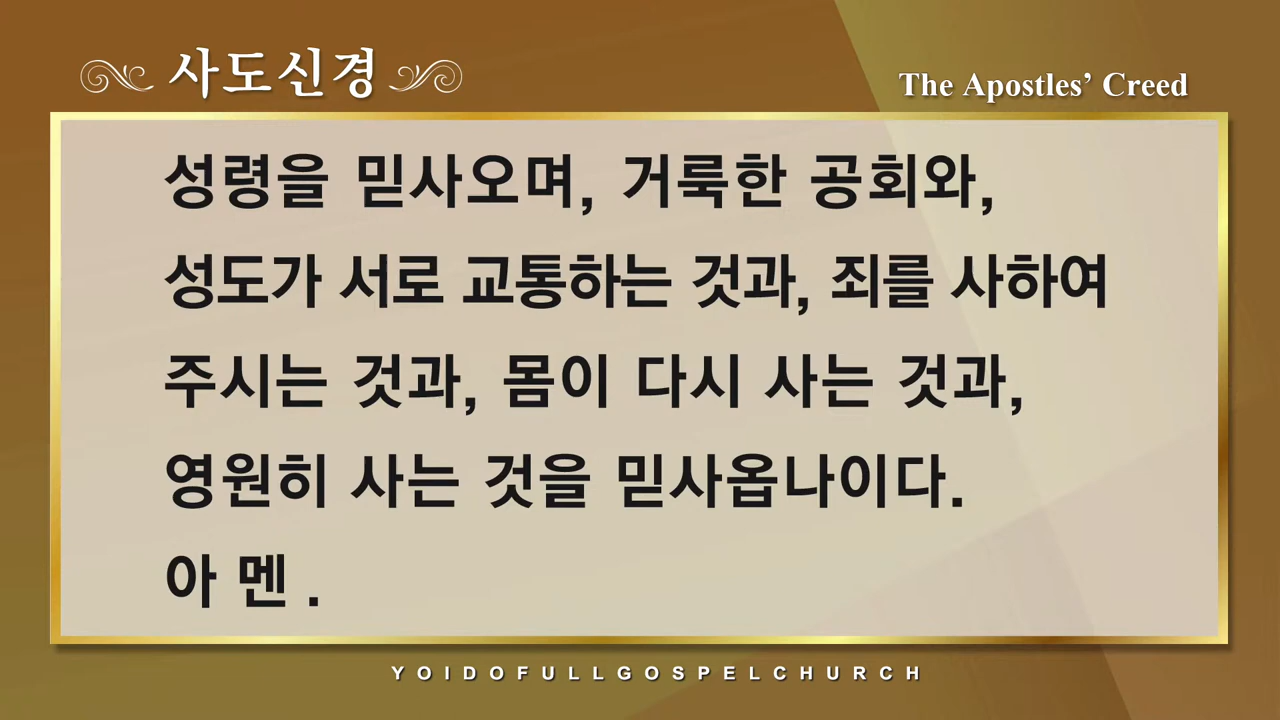 사도신경
The Apostles’ Creed
성령을 믿사오며, 거룩한 공회와,
성도가 서로 교통하는 것과, 죄를 사하여
주시는 것과, 몸이 다시 사는 것과,
영원히 사는 것을 믿사옵나이다.
아 멘 .
YOIDOFULLGOSPELCHURCH